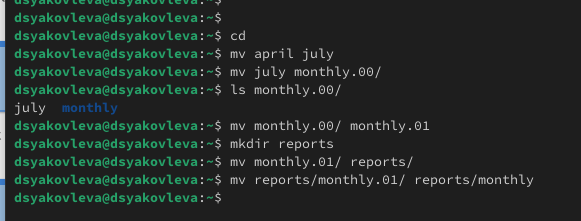 dsyakovleva@dsyakovleva:~$
dsyakovleva@dsyakovleva:~$
dsyakovleva@dsyakovleva:~$ cd
dsyakovleva@dsyakovleva:~$ mv april july
dsyakovleva@dsyakovleva:~$ mv july monthly.00/
dsyakovleva@dsyakovleva:~$ ls monthly.00/
july  monthly
dsyakovleva@dsyakovleva:~$ mv monthly.00/ monthly.01
dsyakovleva@dsyakovleva:~$ mkdir reports
dsyakovleva@dsyakovleva:~$ mv monthly.01/ reports/
dsyakovleva@dsyakovleva:~$ mv reports/monthly.01/ reports/monthly
dsyakovleva@dsyakovleva:~$